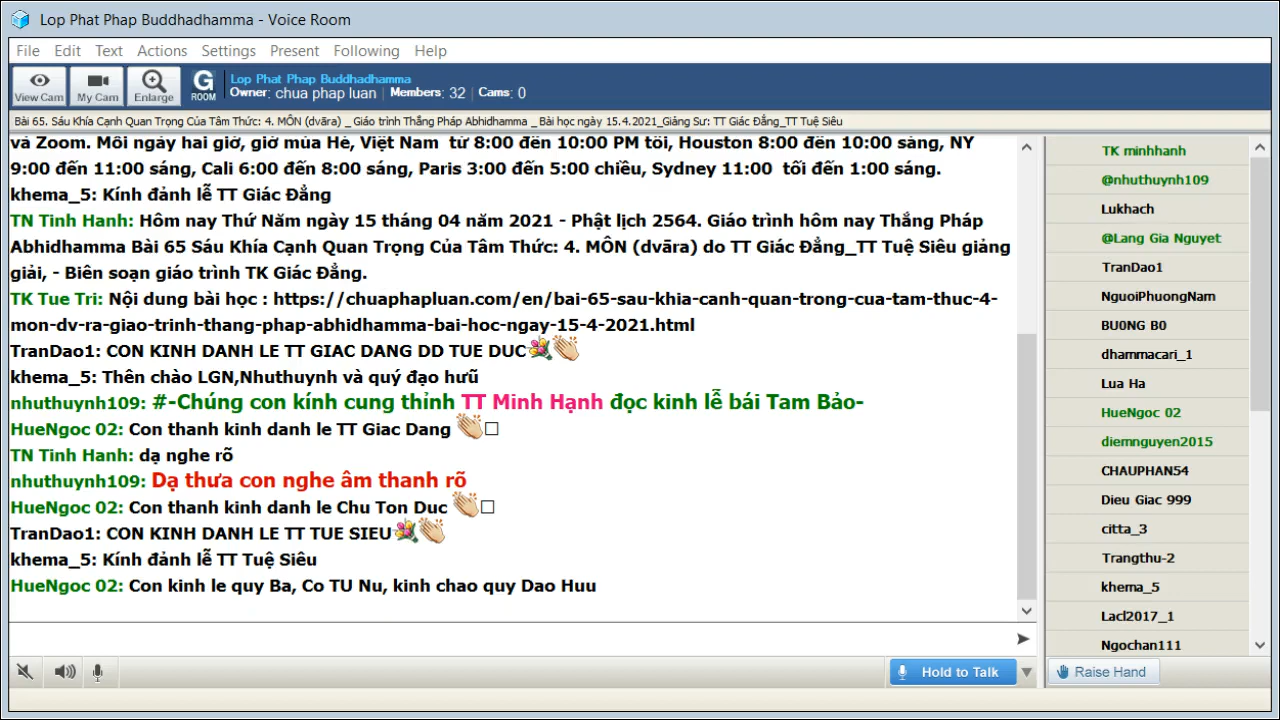 Lop Phat Phap Buddhadhamma - Voice Room
File Edit Text Actions Settings Present Following Help
View Cam My Cam Enlarge G ROOM
Lop Phat Phap Buddhadhamma
Owner: chua phap luan | Members: 32 | Cams: 0
Bài 65. Sáu Khía Cạnh Quan Trọng Của Tâm Thức: 4. MÔN (dvāra) _ Giáo trình Thắng Pháp Abhidhamma _ Bài học ngày 15.4.2021_Giảng Sư: TT Giác Đẳng_TT Tuệ Siêu
và Zoom. Mỗi ngày hai giờ, giờ mùa Hè, Việt Nam từ 8:00 đến 10:00 PM tối, Houston 8:00 đến 10:00 sáng, NY
9:00 đến 11:00 sáng, Cali 6:00 đến 8:00 sáng, Paris 3:00 đến 5:00 chiều, Sydney 11:00 tối đến 1:00 sáng.
khema_5: Kính đảnh lễ TT Giác Đẳng
TN Tinh Hanh: Hôm nay Thứ Năm ngày 15 tháng 04 năm 2021 - Phật lịch 2564. Giáo trình hôm nay Thắng Pháp
Abhidhamma Bài 65 Sáu Khía Cạnh Quan Trọng Của Tâm Thức: 4. MÔN (dvāra) do TT Giác Đẳng_TT Tuệ Siêu giảng
giải, - Biên soạn giáo trình TK Giác Đẳng.
TK Tue Tri: Nội dung bài học : https://chuaphapluan.com/en/bai-65-sau-khia-canh-quan-trong-cua-tam-thuc-4-
mon-dv-ra-giao-trinh-thang-phap-abhidhamma-bai-hoc-ngay-15-4-2021.html
TranDao1: CON KINH DANH LE TT GIAC DANG DD TUE DUC
khema_5: Thên chào LGN,Nhuthuynh và quý đạo hưũ
nhuthuynh109: #-Chúng con kính cung thỉnh TT Minh Hạnh đọc kinh lễ bái Tam Bảo-
HueNgoc 02: Con thanh kinh danh le TT Giac Dang
TN Tinh Hanh: dạ nghe rõ
nhuthuynh109: Dạ thưa con nghe âm thanh rõ
HueNgoc 02: Con thanh kinh danh le Chu Ton Duc
TranDao1: CON KINH DANH LE TT TUE SIEU
khema_5: Kính đảnh lễ TT Tuệ Siêu
HueNgoc 02: Con kinh le quy Ba, Co TU Nu, kinh chao quy Dao Huu
Hold to Talk
TK minhhanh
@nhuthuynh109
Lukhach
@Lang Gia Nguyet
TranDao1
NguoiPhuongNam
BU0NG B0
dhammacari_1
Lua Ha
HueNgoc 02
diemnguyen2015
CHAUPHAN54
Dieu Giac 999
citta_3
Trangthu-2
khema_5
Lacl2017_1
Ngochan111
Raise Hand